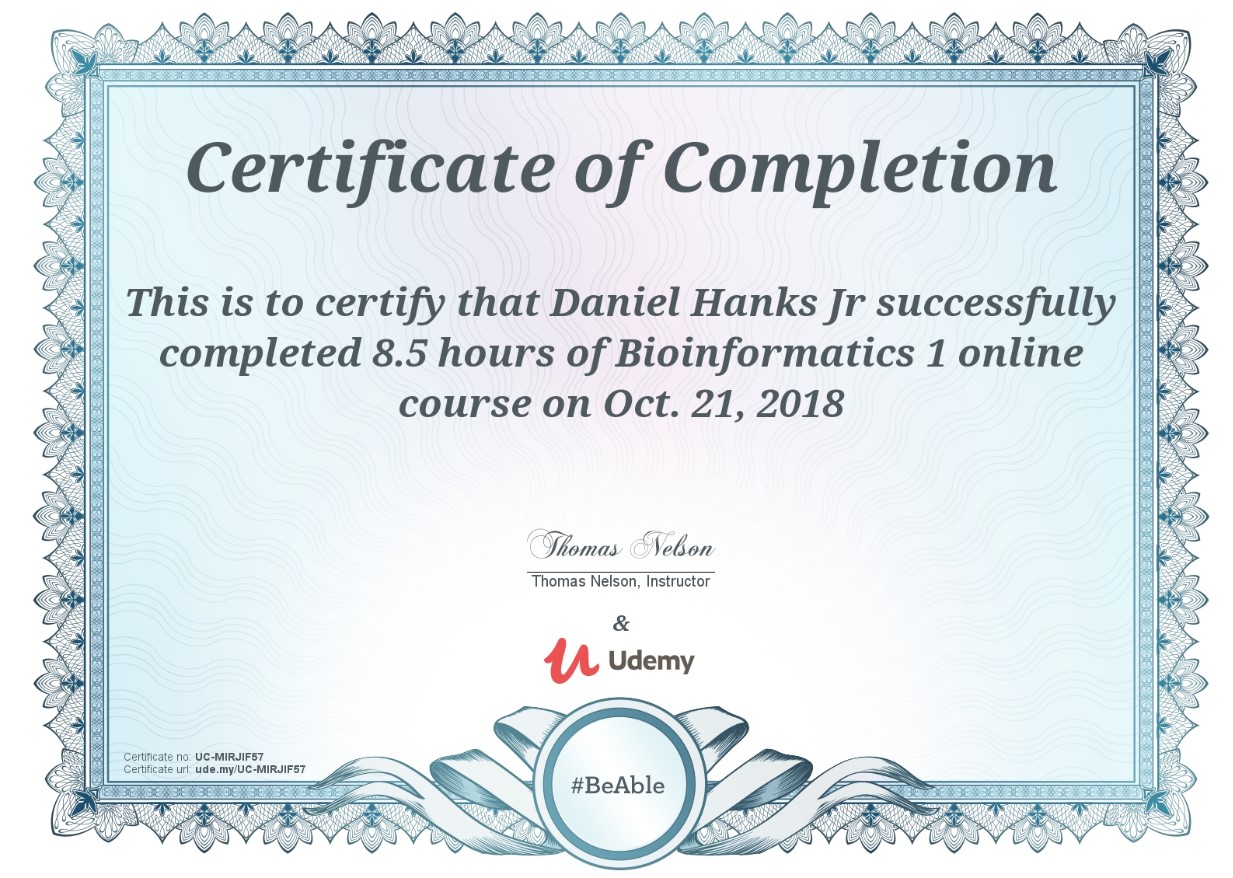 Certificate of Completion
This is to certify that Daniel Hanks Jr successfully
completed 8.5 hours of Bioinformatics 1 online
course on Oct. 21, 2018
Thomas Nelson
Thomas Nelson, Instructor
&
Udemy
Certificate no: UC-MIRJIF57
Certificate url: ude.my/UC-MIRJIF57
#BeAble